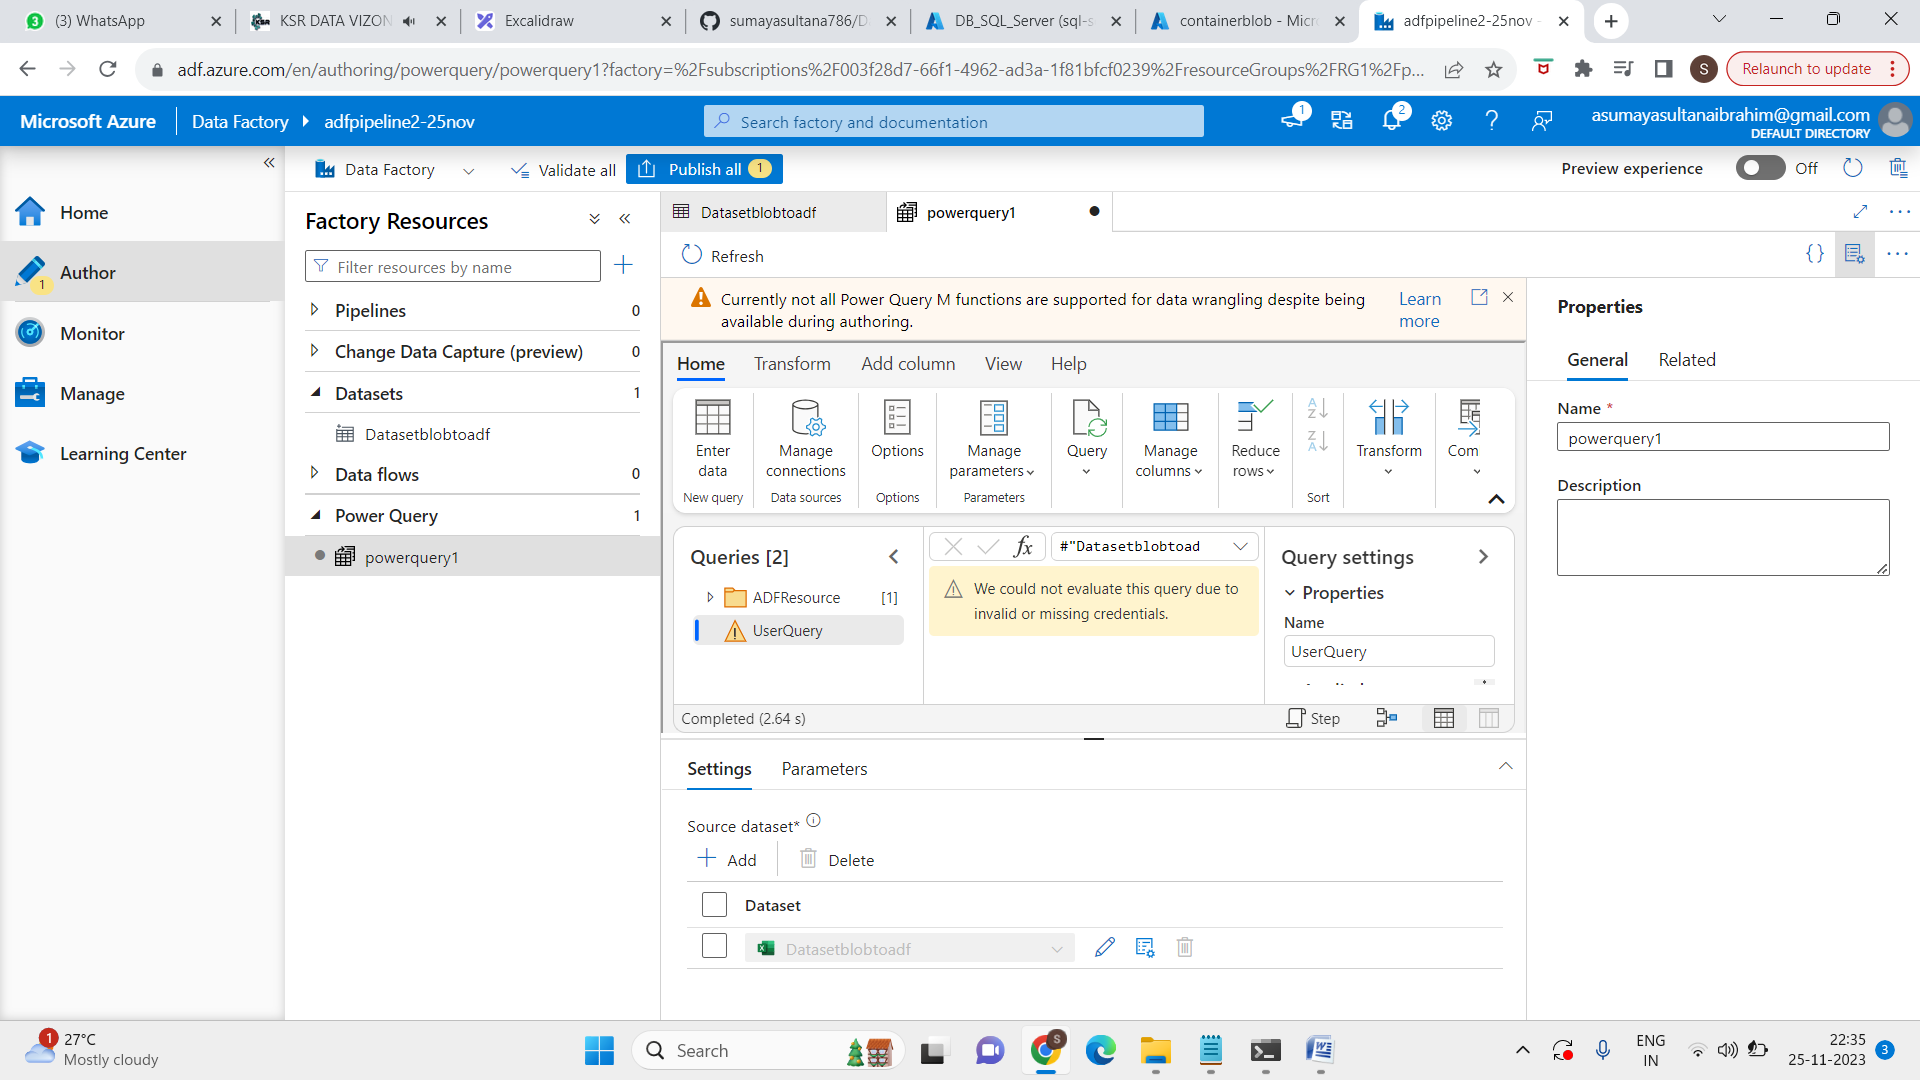 (3) WhatsApp
KSR DATA VIZON
Excalidraw
sumayasultana786/D
DB_SQL_Server (sql-s
containerblob - Micro
adfpipeline2-25nov -
adf.azure.com/en/authoring/powerquery/powerquery1?factory=%2Fsubscriptions%2F003f28d7-66f1-4962-ad3a-1f81bfcf0239%2FresourceGroups%2FRG1%2Fp...
S
Relaunch to update
Microsoft Azure
Data Factory
adfpipeline2-25nov
Search factory and documentation
1
2
asumayasultanaibrahim@gmail.com
DEFAULT DIRECTORY
Data Factory
Validate all
Publish all 1
Preview experience
Off
Home
Author
1
Monitor
Manage
Learning Center
Factory Resources
Filter resources by name
Pipelines 0
Change Data Capture (preview) 0
Datasets 1
Datasetblobtoadf
Data flows 0
Power Query 1
powerquery1
Datasetblobtoadf
powerquery1
Refresh
Currently not all Power Query M functions are supported for data wrangling despite being
available during authoring.
Learn
more
Home
Transform
Add column
View
Help
Enter
data
New query
Manage
connections
Data sources
Options
Options
Manage
parameters
Parameters
Query
Manage
columns
Reduce
rows
Sort
Transform
Com
Queries [2]
ADFResource [1]
UserQuery
fx
#"Datasetblobtoad
We could not evaluate this query due to
invalid or missing credentials.
Query settings
Properties
Name
UserQuery
Completed (2.64 s)
Step
Settings
Parameters
Source dataset*
Add
Delete
Dataset
Datasetblobtoadf
Properties
General
Related
Name *
powerquery1
Description
1
27°C
Mostly cloudy
Search
S
ENG
IN
22:35
25-11-2023
3